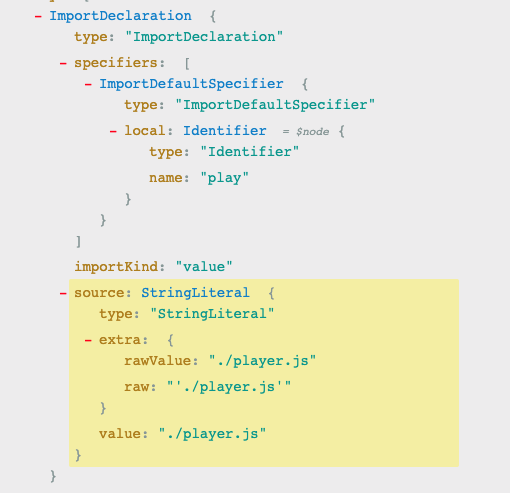 - ImportDeclaration {
type: "ImportDeclaration"
- specifiers: [
- ImportDefaultSpecifier {
type: "ImportDefaultSpecifier"
- local: Identifier = $node {
type: "Identifier"
name: "play"
}
}
]
importKind: "value"
- source: StringLiteral {
type: "StringLiteral"
- extra: {
rawValue: "./player.js"
raw: "'./player.js'"
}
value: "./player.js"
}
}